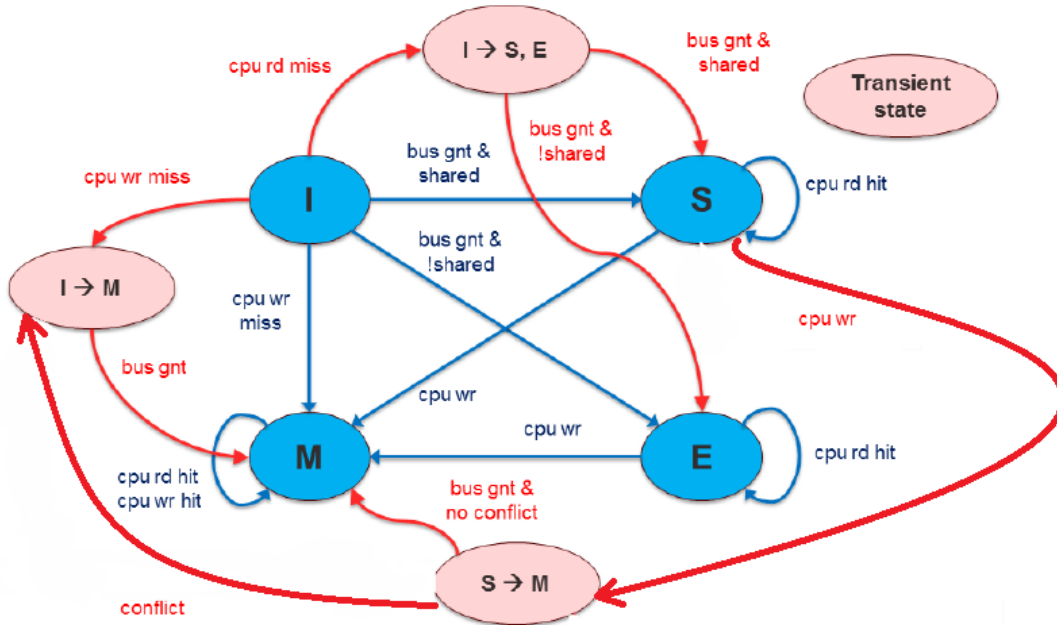 I → S, E
bus gnt &
shared
cpu rd miss
Transient
state
bus gnt &
!shared
bus gnt &
shared
cpu wr miss
I
S
cpu rd hit
bus gnt &
!shared
I → M
cpu wr
miss
cpu wr
bus gnt
cpu wr
cpu wr
M
E
cpu rd hit
cpu rd hit
cpu wr hit
bus gnt &
no conflict
S → M
conflict